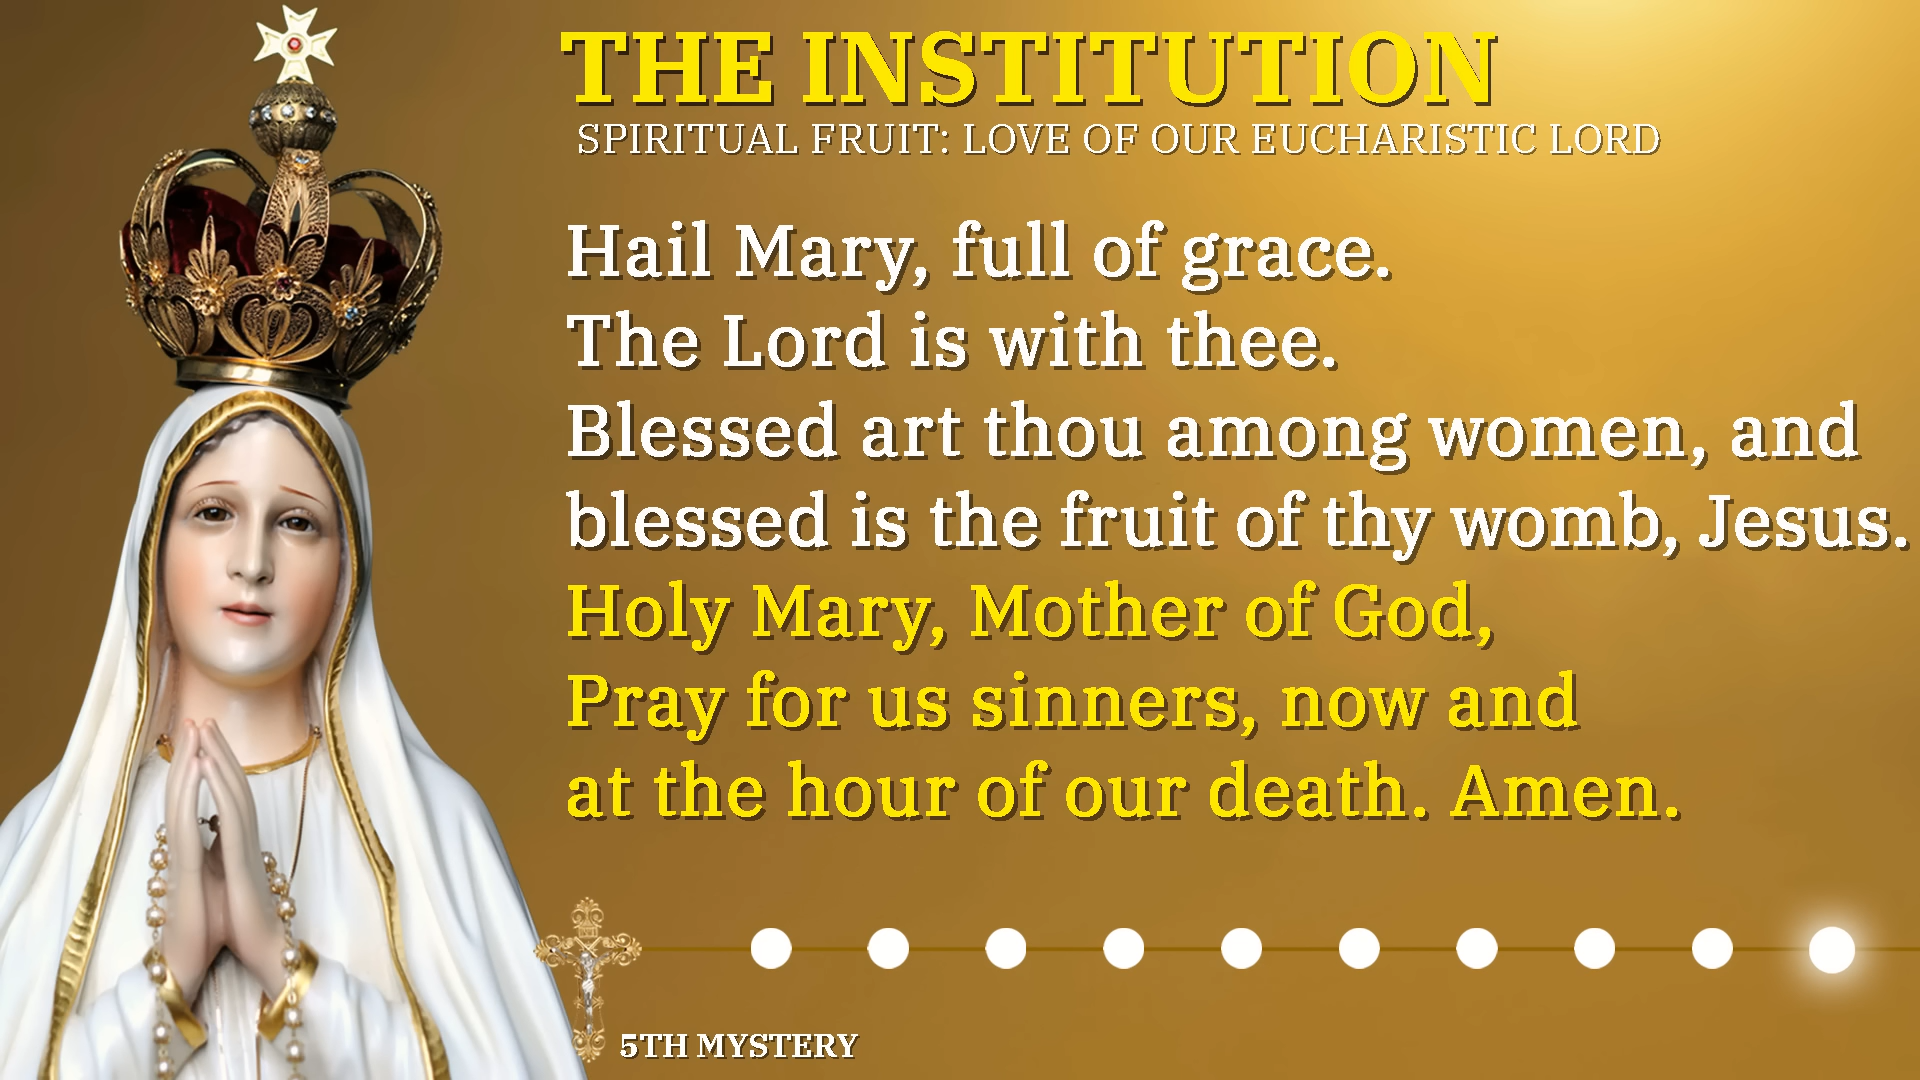 THE INSTITUTION
SPIRITUAL FRUIT: LOVE OF OUR EUCHARISTIC LORD
Hail Mary, full of grace.
The Lord is with thee.
Blessed art thou among women, and
blessed is the fruit of thy womb, Jesus.
Holy Mary, Mother of God,
Pray for us sinners, now and
at the hour of our death. Amen.
5TH MYSTERY